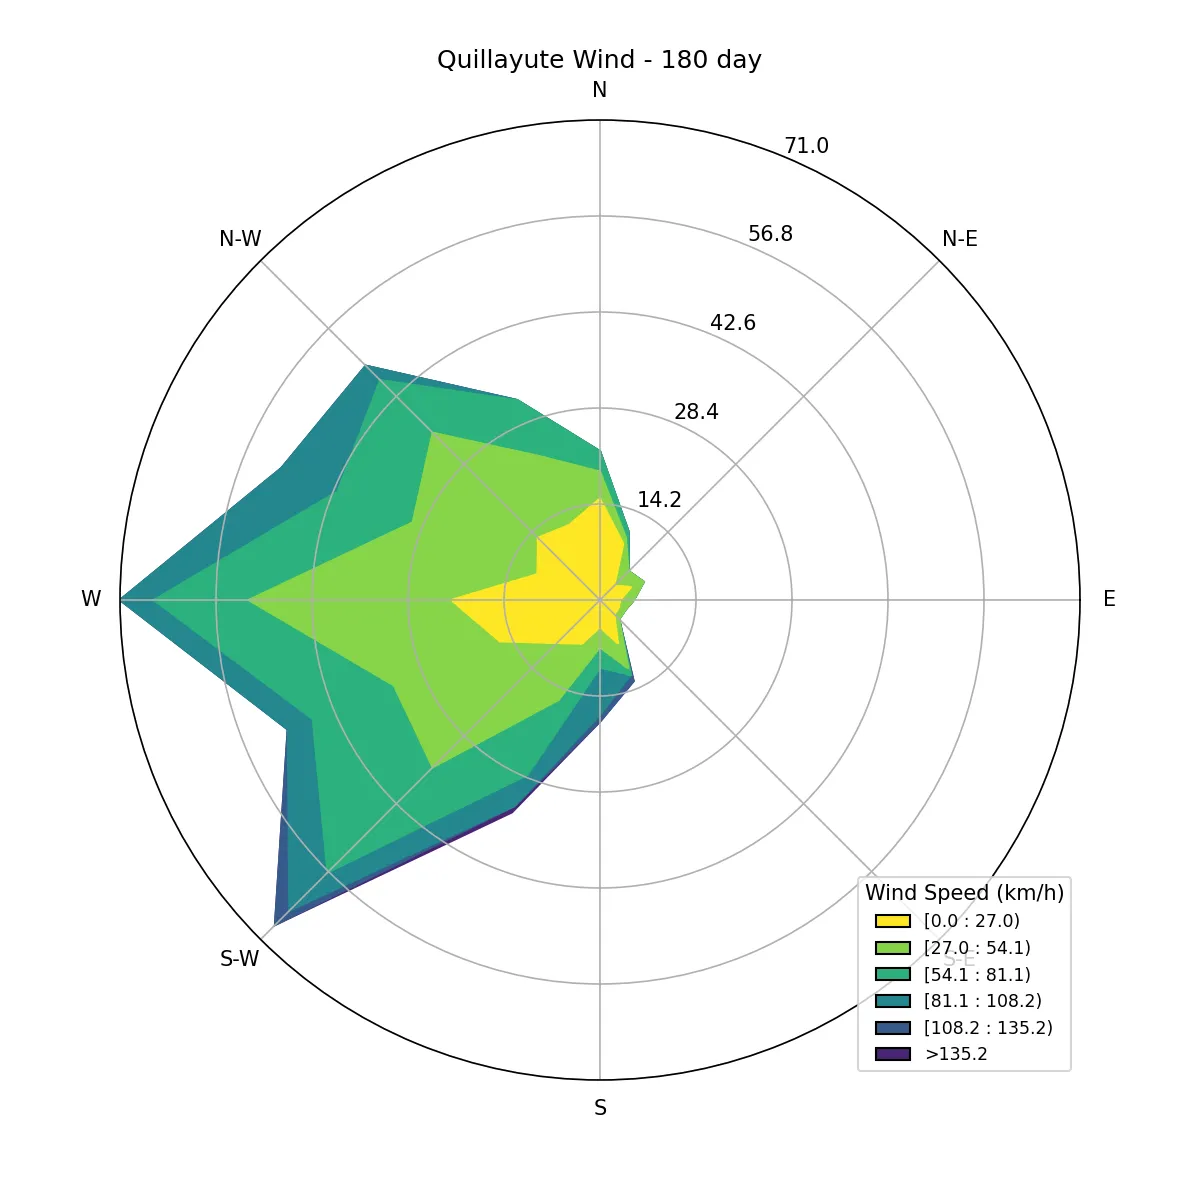 Quillayute Wind - 180 day
N
71.0
56.8
N-W
N-E
42.6
28.4
14.2
W
E
Wind Speed (km/h)
[0.0 : 27.0)
[27.0 : 54.1)
S-W
S-E
[54.1 : 81.1)
[81.1 : 108.2)
[108.2 : 135.2)
>135.2
S